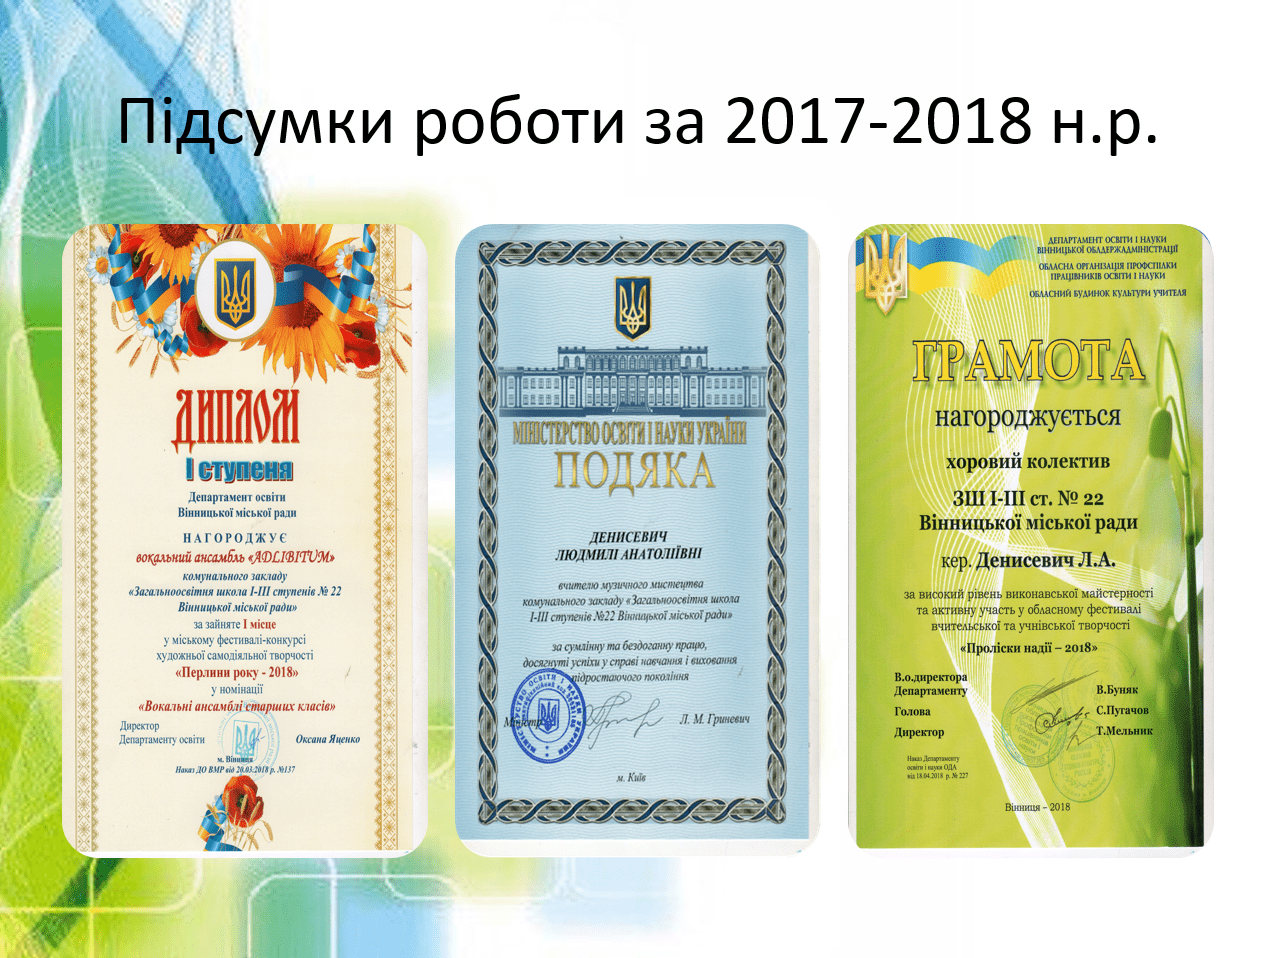 Підсумки роботи за 2017-2018 н.р.
ДИПЛОМ
І ступеня
Департамент освіти
Вінницької міської ради
НАГОРОДЖУЄ
вокальний ансамбль «ADLIBITUM»
комунального закладу
«Загальноосвітня школа І-ІІІ ступенів № 22
Вінницької міської ради»
за зайняте І місце
у міському фестивалі-конкурсі
художньої самодіяльної творчості
«Перлини року - 2018»
у номінації
«Вокальні ансамблі старших класів»
Директор
Департаменту освіти Оксана Яценко
м. Вінниця
Наказ ДО ВМР від 20.03.2018 р. №137
МІНІСТЕРСТВО ОСВІТИ І НАУКИ УКРАЇНИ
ПОДЯКА
ДЕНИСЕВИЧ
ЛЮДМИЛІ АНАТОЛІЇВНІ
вчителю музичного мистецтва
комунального закладу «Загальноосвітня школа
І-ІІІ ступенів №22 Вінницької міської ради»
за сумлінну та бездоганну працю,
досягнуті успіхи у справі навчання і виховання
підростаючого покоління
Міністр Л. М. Гриневич
м. Київ
ДЕПАРТАМЕНТ ОСВІТИ І НАУКИ
ВІННИЦЬКОЇ ОБЛДЕРЖАДМІНІСТРАЦІЇ
ОБЛАСНА ОРГАНІЗАЦІЯ ПРОФСПІЛКИ
ПРАЦІВНИКІВ ОСВІТИ І НАУКИ
ОБЛАСНИЙ БУДИНОК КУЛЬТУРИ УЧИТЕЛЯ
ГРАМОТА
нагороджується
хоровий колектив
ЗШ І-ІІІ ст. № 22
Вінницької міської ради
кер. Денисевич Л.А.
за високий рівень виконавської майстерності
та активну участь у обласному фестивалі
вчительської та учнівської творчості
«Проліски надії – 2018»
В.о.директора
Департаменту В.Буняк
Голова С.Пугачов
Директор Т.Мельник
Наказ Департаменту
освіти і науки ОДА
від 18.04.2018 р. № 227
Вінниця – 2018